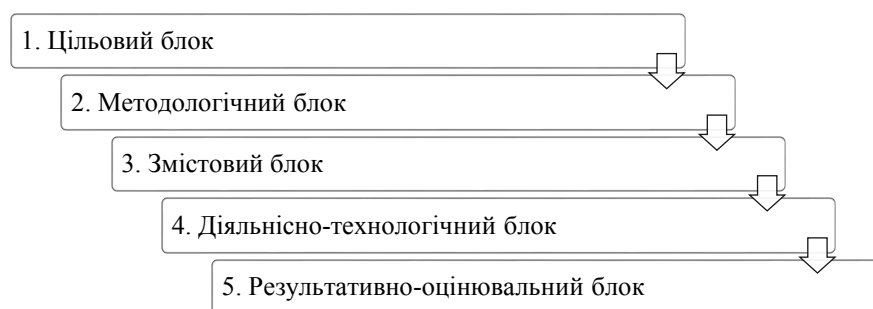 1. Цільовий блок
2. Методологічний блок
3. Змістовий блок
4. Діяльнісно-технологічний блок
5. Результативно-оцінювальний блок